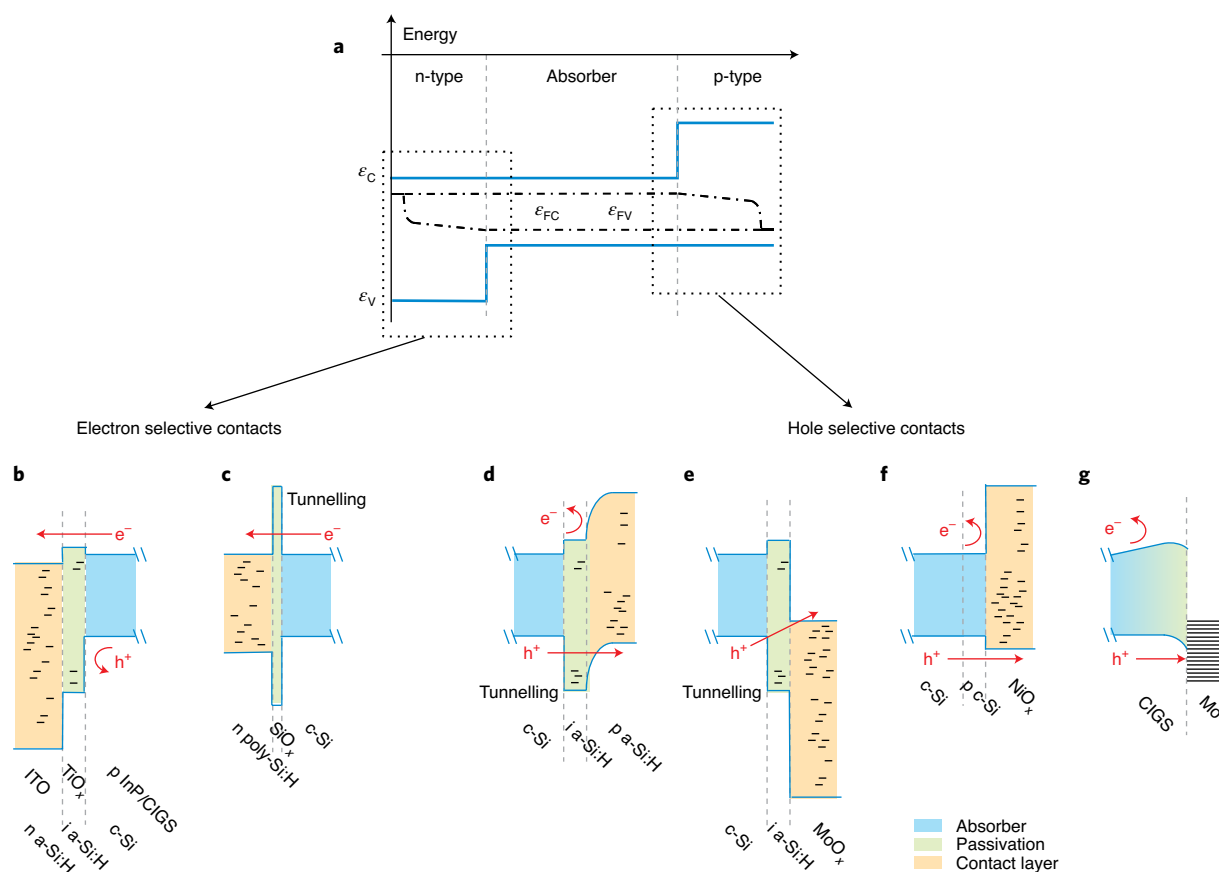 a
Energy
n-type
Absorber
p-type
εC
εFC
εFV
εV
Electron selective contacts
Hole selective contacts
b
e−
h+
ITO
TiOx
p InP/CIGS
n a-Si:H
i a-Si:H
c-Si
c
Tunnelling
e−
n poly-Si:H
SiOx
c-Si
d
e−
h+
Tunnelling
c-Si
i a-Si:H
p a-Si:H
e
h+
Tunnelling
c-Si
i a-Si:H
MoOx
f
e−
h+
c-Si
p c-Si
NiOx
g
e−
h+
CIGS
Mo
Absorber
Passivation
Contact layer